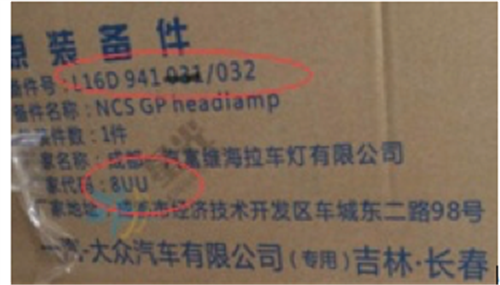 原装备件
备件号:L16D 941 031/032
备件名称:NCS GP headiamp
件数:1件
家名称:成都一汽富维海拉车灯有限公司
家代码:8UU
厂家地址:成都市经济技术开发区车城东二路98号
一汽-大众汽车有限公司(专用)吉林·长春